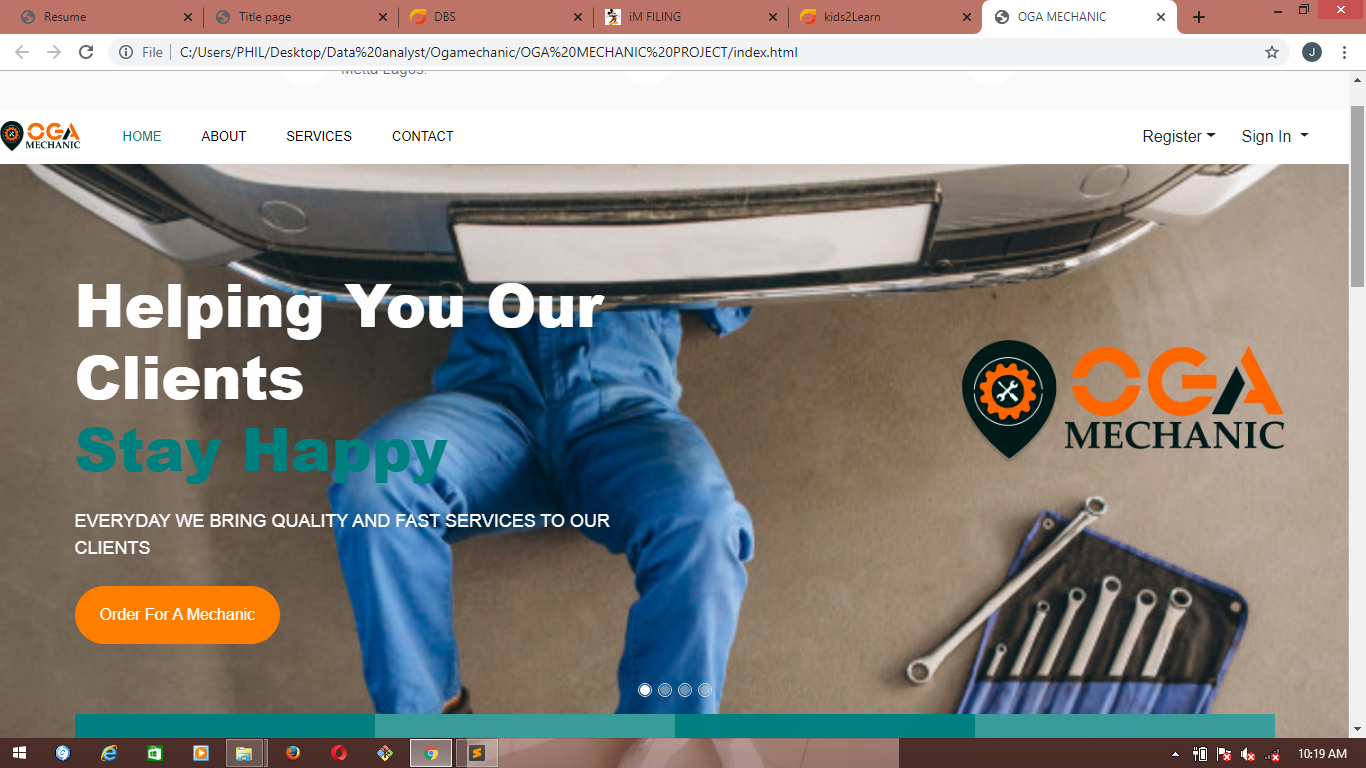 Resume
Title page
DBS
iM FILING
kids2Learn
OGA MECHANIC
File
C:/Users/PHIL/Desktop/Data%20analyst/Ogamechanic/OGA%20MECHANIC%20PROJECT/index.html
J
Metta Lagos.
OGA
MECHANIC
HOME
ABOUT
SERVICES
CONTACT
Register
Sign In
Helping You Our
Clients
Stay Happy
EVERYDAY WE BRING QUALITY AND FAST SERVICES TO OUR
CLIENTS
Order For A Mechanic
OGA
MECHANIC
10:19 AM